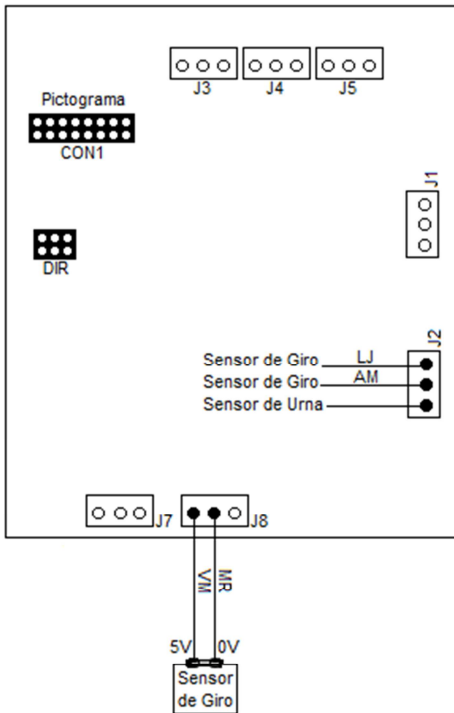 J3 J4 J5
Pictograma
CON1
J1
DIR
J2
Sensor de Giro LJ
Sensor de Giro AM
Sensor de Urna
J7 J8
VM MR
5V 0V
Sensor
de Giro